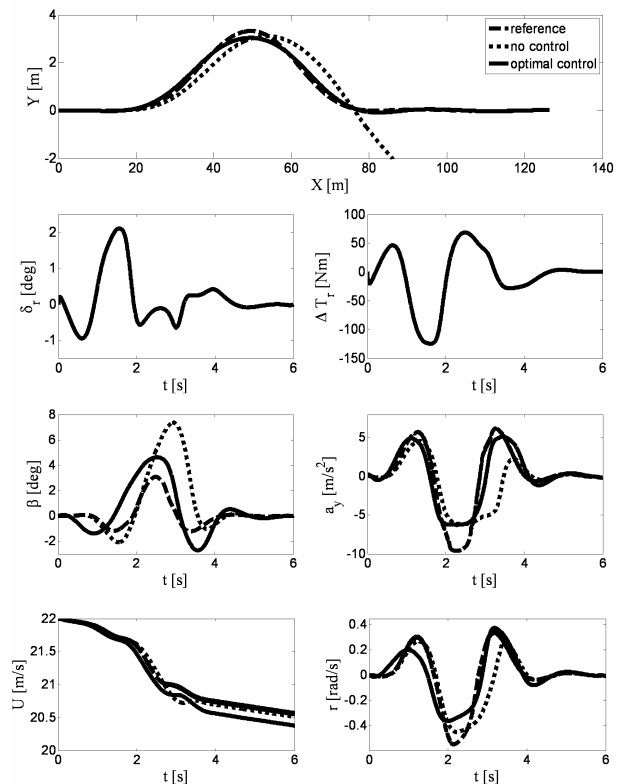 4
2
0
-2
Y [m]
reference
no control
optimal control
0 20 40 60 80 100 120 140
X [m]
2
1
0
-1
δr [deg]
0 2 4 6
t [s]
100
50
0
-50
-100
-150
Δ Tr [Nm]
0 2 4 6
t [s]
8
6
4
2
0
-2
β [deg]
0 2 4 6
t [s]
5
0
-5
-10
ay [m/s²]
0 2 4 6
t [s]
22
21.5
21
20.5
20
U [m/s]
0 2 4 6
t [s]
0.4
0.2
0
-0.2
-0.4
r [rad/s]
0 2 4 6
t [s]